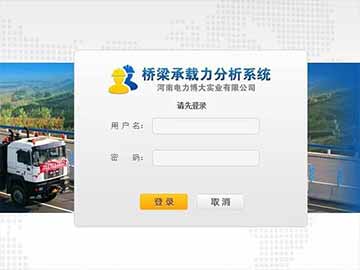 桥梁承载力分析系统
河南电力博大实业有限公司
请先登录
用 户 名：
密　　码：
登 录
取 消